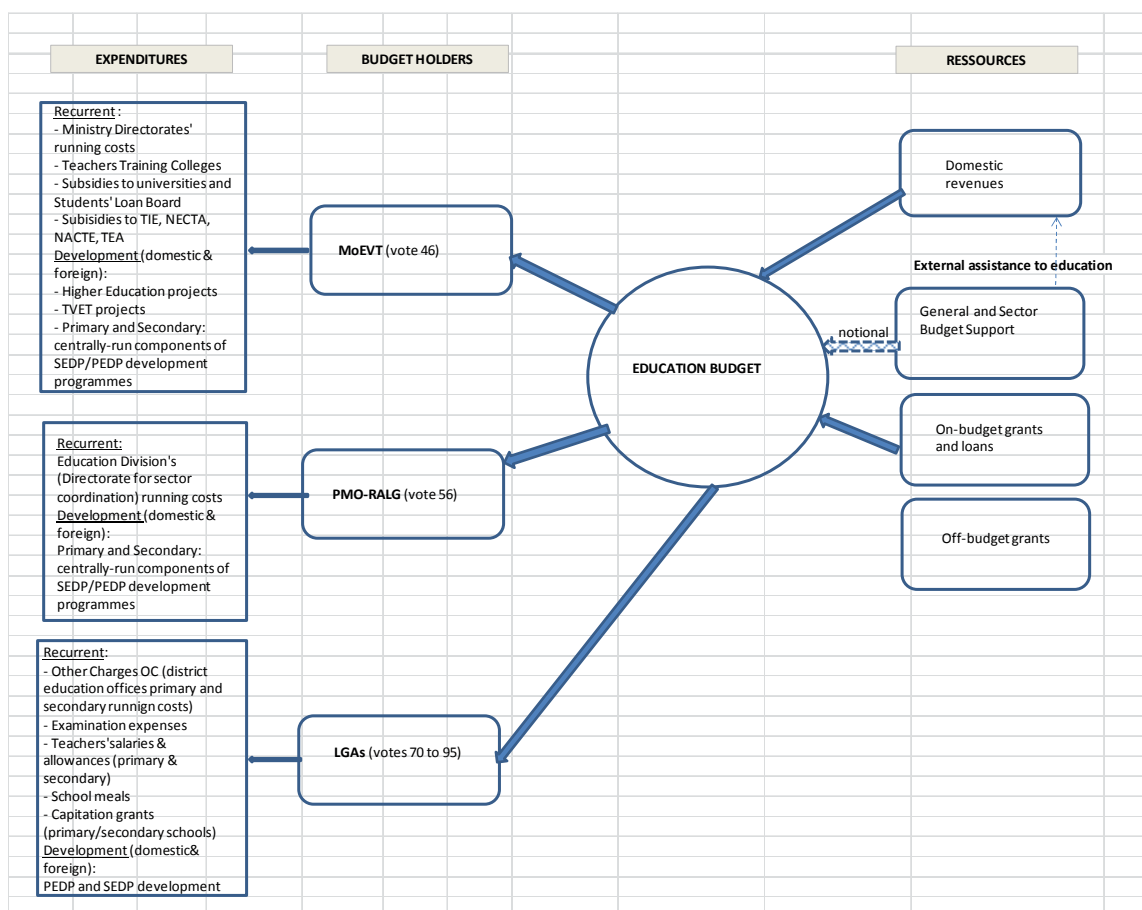 EXPENDITURES
BUDGET HOLDERS
RESSOURCES
Recurrent :
- Ministry Directorates'
running costs
- Teachers Training Colleges
- Subsidies to universities and
Students' Loan Board
- Subisidies to TIE, NECTA,
NACTE, TEA
Development (domestic &
foreign):
- Higher Education projects
- TVET projects
- Primary and Secondary:
centrally-run components of
SEDP/PEDP development
programmes
MoEVT (vote 46)
Domestic
revenues
External assistance to education
General and Sector
Budget Support
notional
EDUCATION BUDGET
On-budget grants
and loans
Off-budget grants
Recurrent:
Education Division's
(Directorate for sector
coordination) running costs
Development (domestic &
foreign):
Primary and Secondary:
centrally-run components of
SEDP/PEDP development
programmes
PMO-RALG (vote 56)
Recurrent:
- Other Charges OC (district
education offices primary and
secondary runnign costs)
- Examination expenses
- Teachers'salaries &
allowances (primary &
secondary)
- School meals
- Capitation grants
(primary/secondary schools)
Development (domestic&
foreign):
PEDP and SEDP development
LGAs (votes 70 to 95)